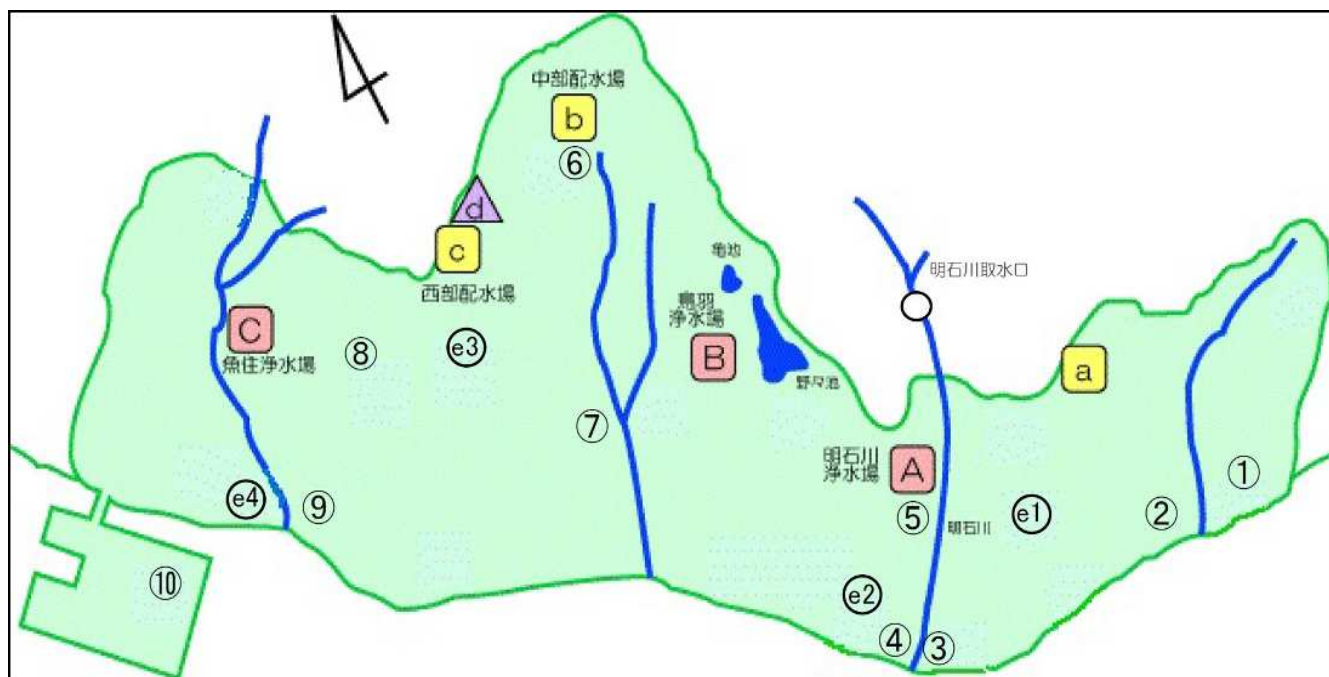 中部配水場
b
⑥
d
c
西部配水場
亀池
鳥羽
浄水場
B
野々池
明石川取水口
a
C
魚住浄水場
⑧
e3
⑦
明石川
浄水場
A
⑤
明石川
e1
①
②
e4
⑨
⑩
e2
④
③